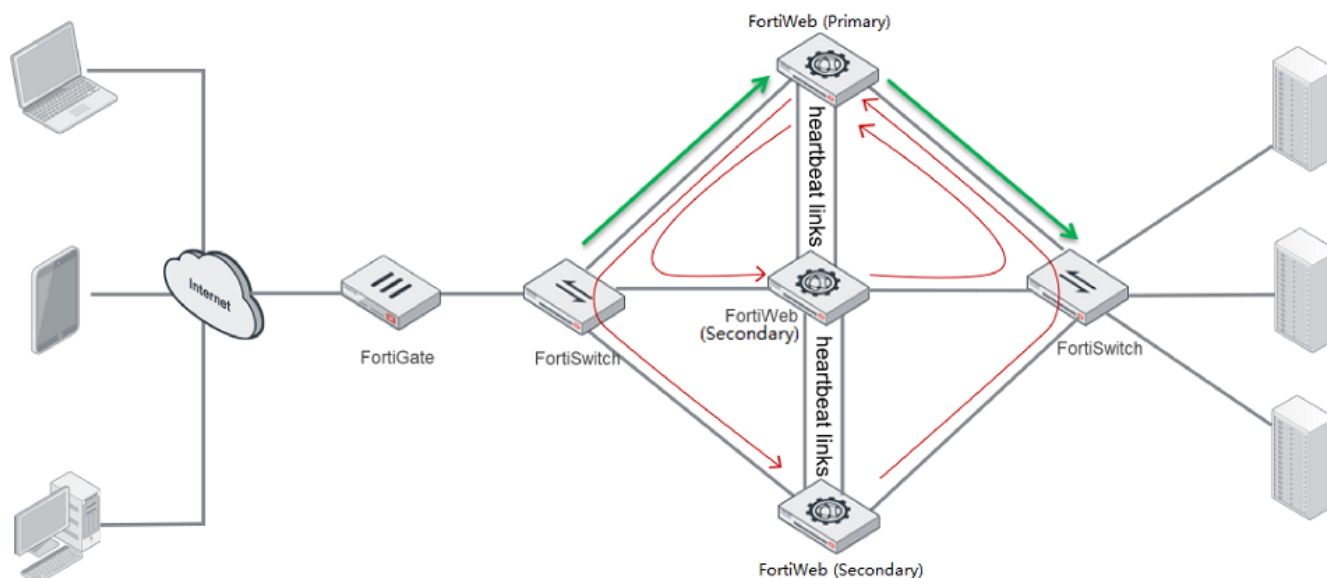 FortiWeb (Primary)
heartbeat links
Internet
FortiGate
FortiSwitch
FortiWeb
(Secondary)
FortiSwitch
heartbeat links
FortiWeb (Secondary)